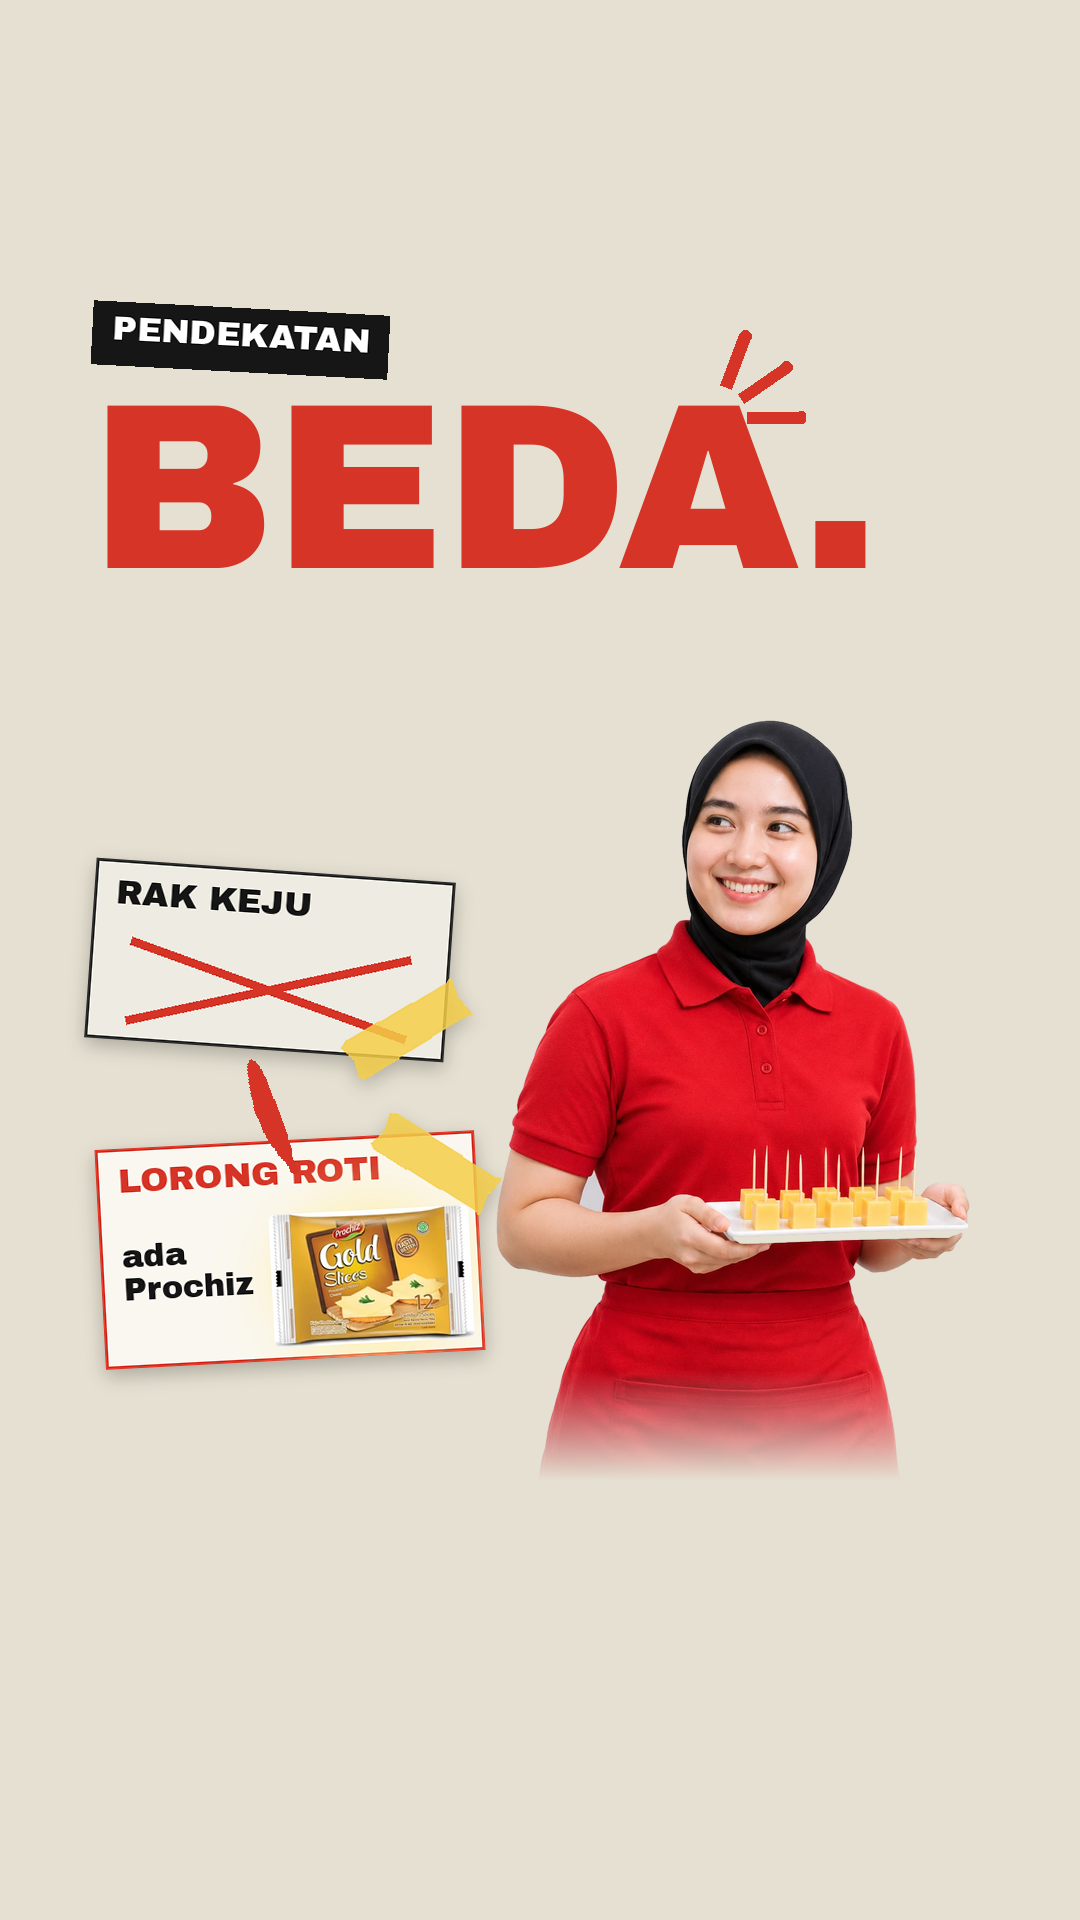 PENDEKATAN
BEDA.
RAK KEJU
LORONG ROTI
ada
Prochiz
Prochiz
Gold
Slices
12